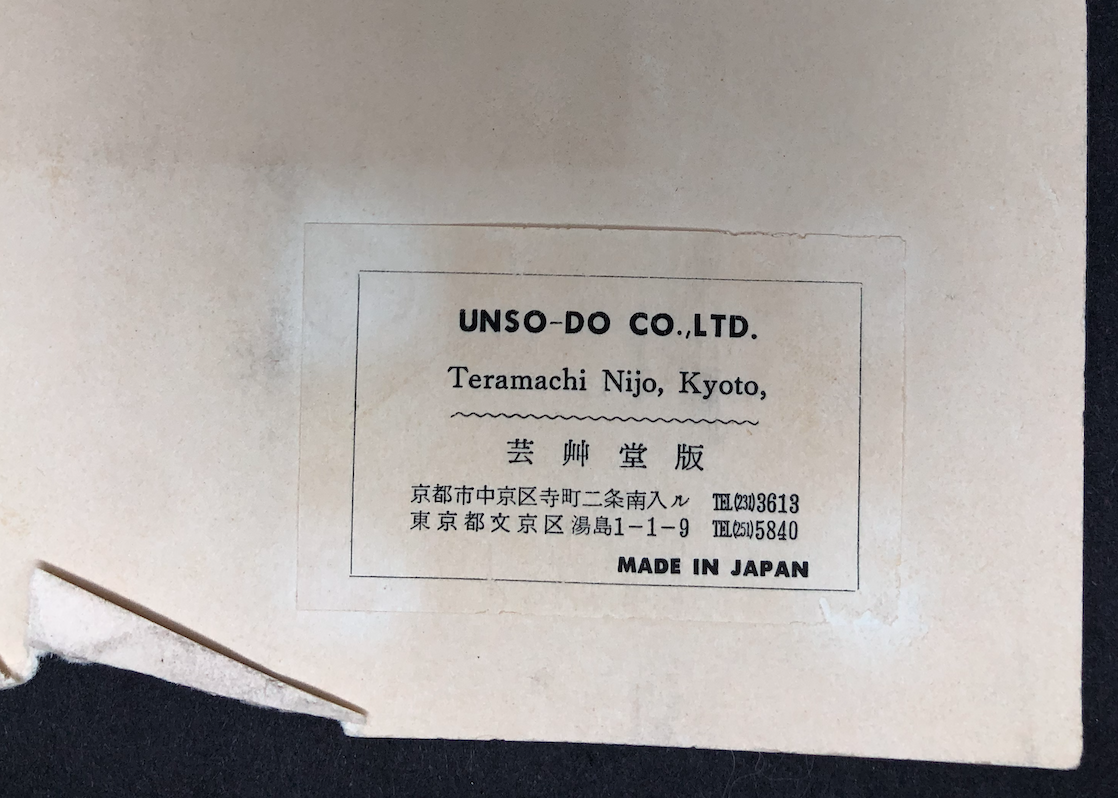 UNSO-DO CO.,LTD.
Teramachi Nijo, Kyoto,
芸艸堂版
京都市中京区寺町二条南入ル TEL(231)3613
東京都文京区湯島1-1-9 TEL(251)5840
MADE IN JAPAN